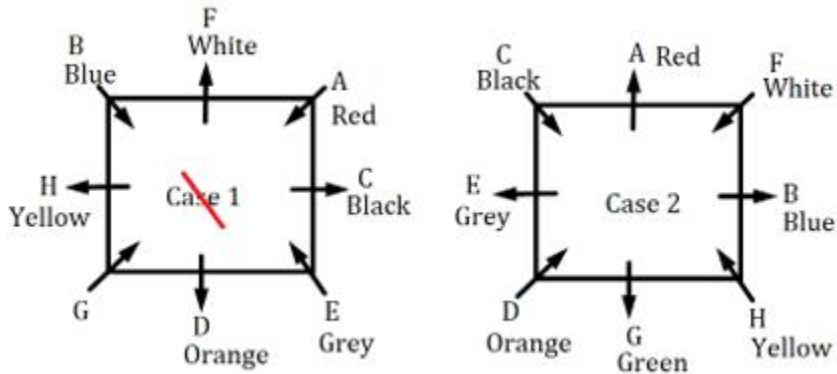 F
White
B
Blue
A
Red
H
Yellow
Case 1
C
Black
G
D
Orange
E
Grey
C
Black
A Red
F
White
E
Grey
Case 2
B
Blue
D
Orange
G
Green
H
Yellow